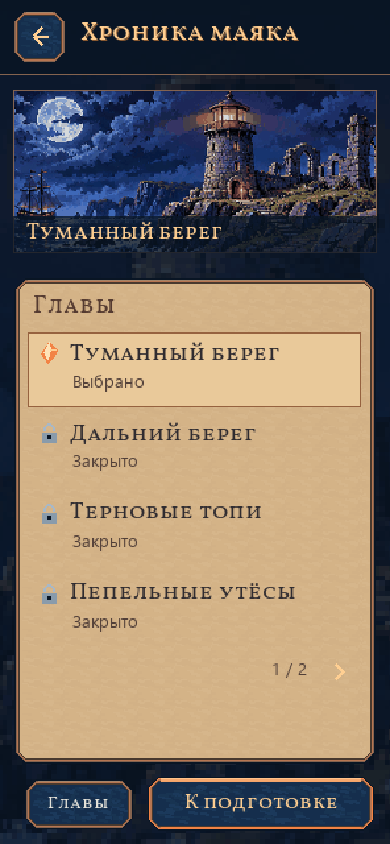 Хроника маяка
Туманный берег
Главы
Туманный берег
Выбрано
Дальний берег
Закрыто
Терновые топи
Закрыто
Пепельные утёсы
Закрыто
1 / 2
Главы
К подготовке